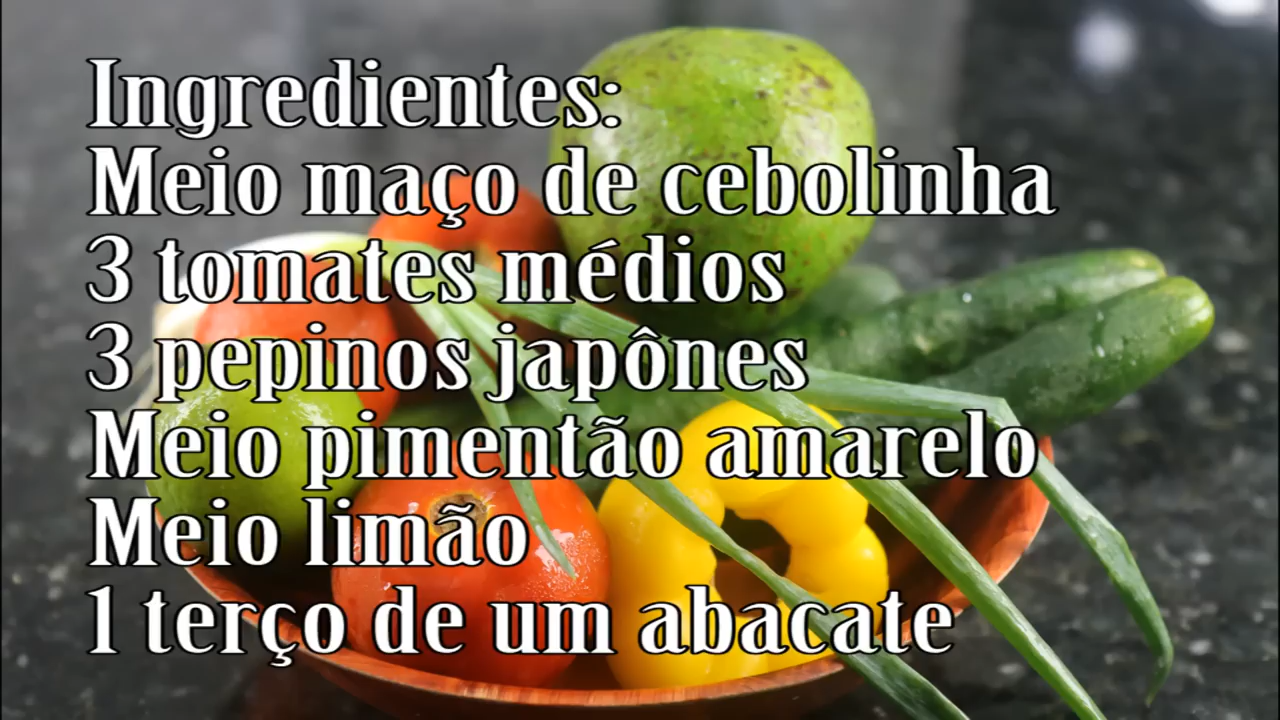 Ingredientes:
Meio maço de cebolinha
3 tomates médios
3 pepinos japônes
Meio pimentão amarelo
Meio limão
1 terço de um abacate